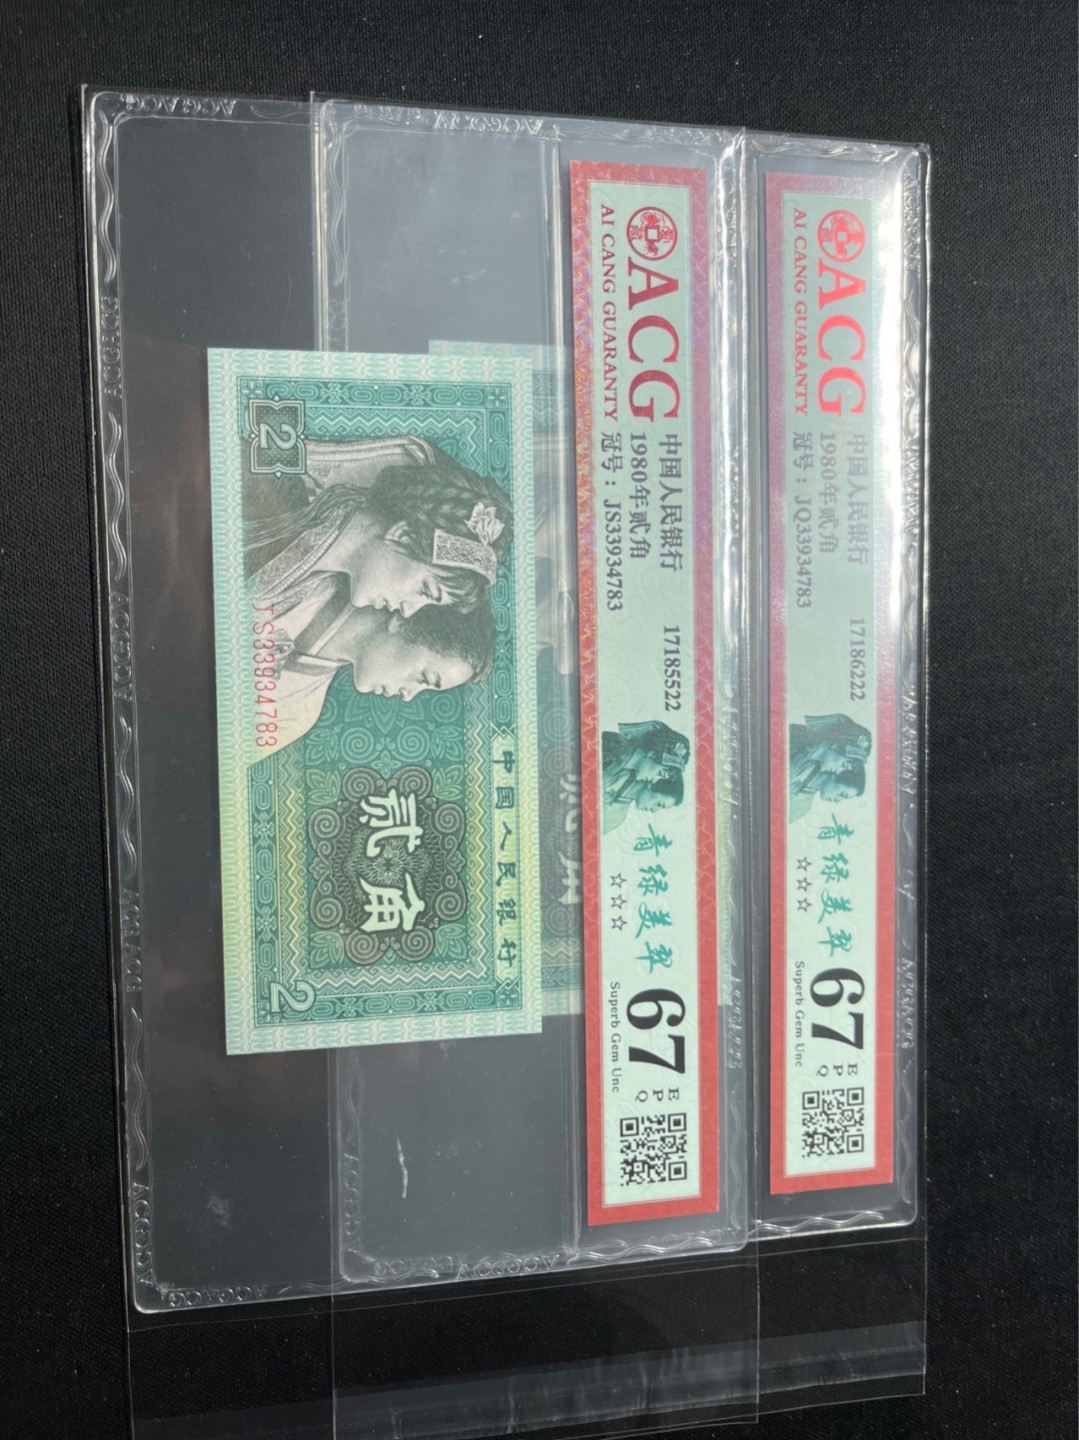 ACG
AI CANG GUARANTY
中国人民银行
1980年贰角
冠号：JQ33934783
17186222
青绿美翠
☆☆☆
67
EPQ
Superb Gem Unc
ACG
AI CANG GUARANTY
中国人民银行
1980年贰角
冠号：JS33934783
17185522
青绿美翠
☆☆☆
67
EPQ
Superb Gem Unc
中国人民银行
贰角
2
2
JS33934783